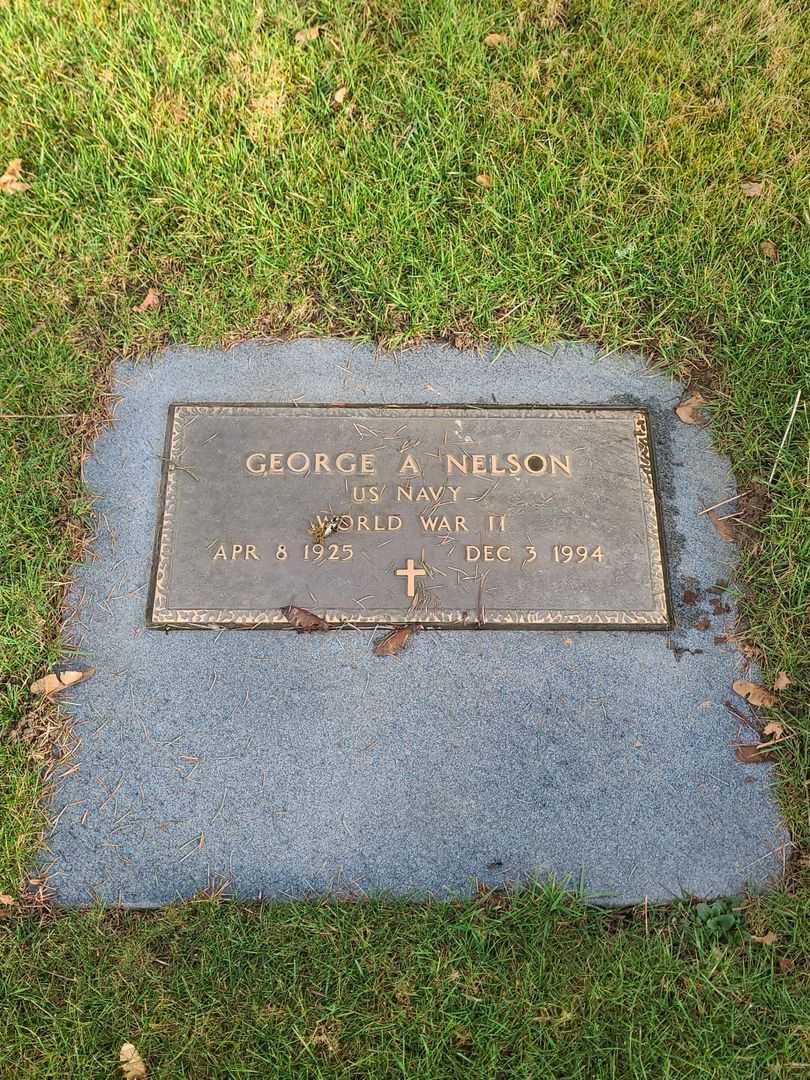 GEORGE A NELSON
US NAVY
WORLD WAR II
APR 8 1925 DEC 3 1994